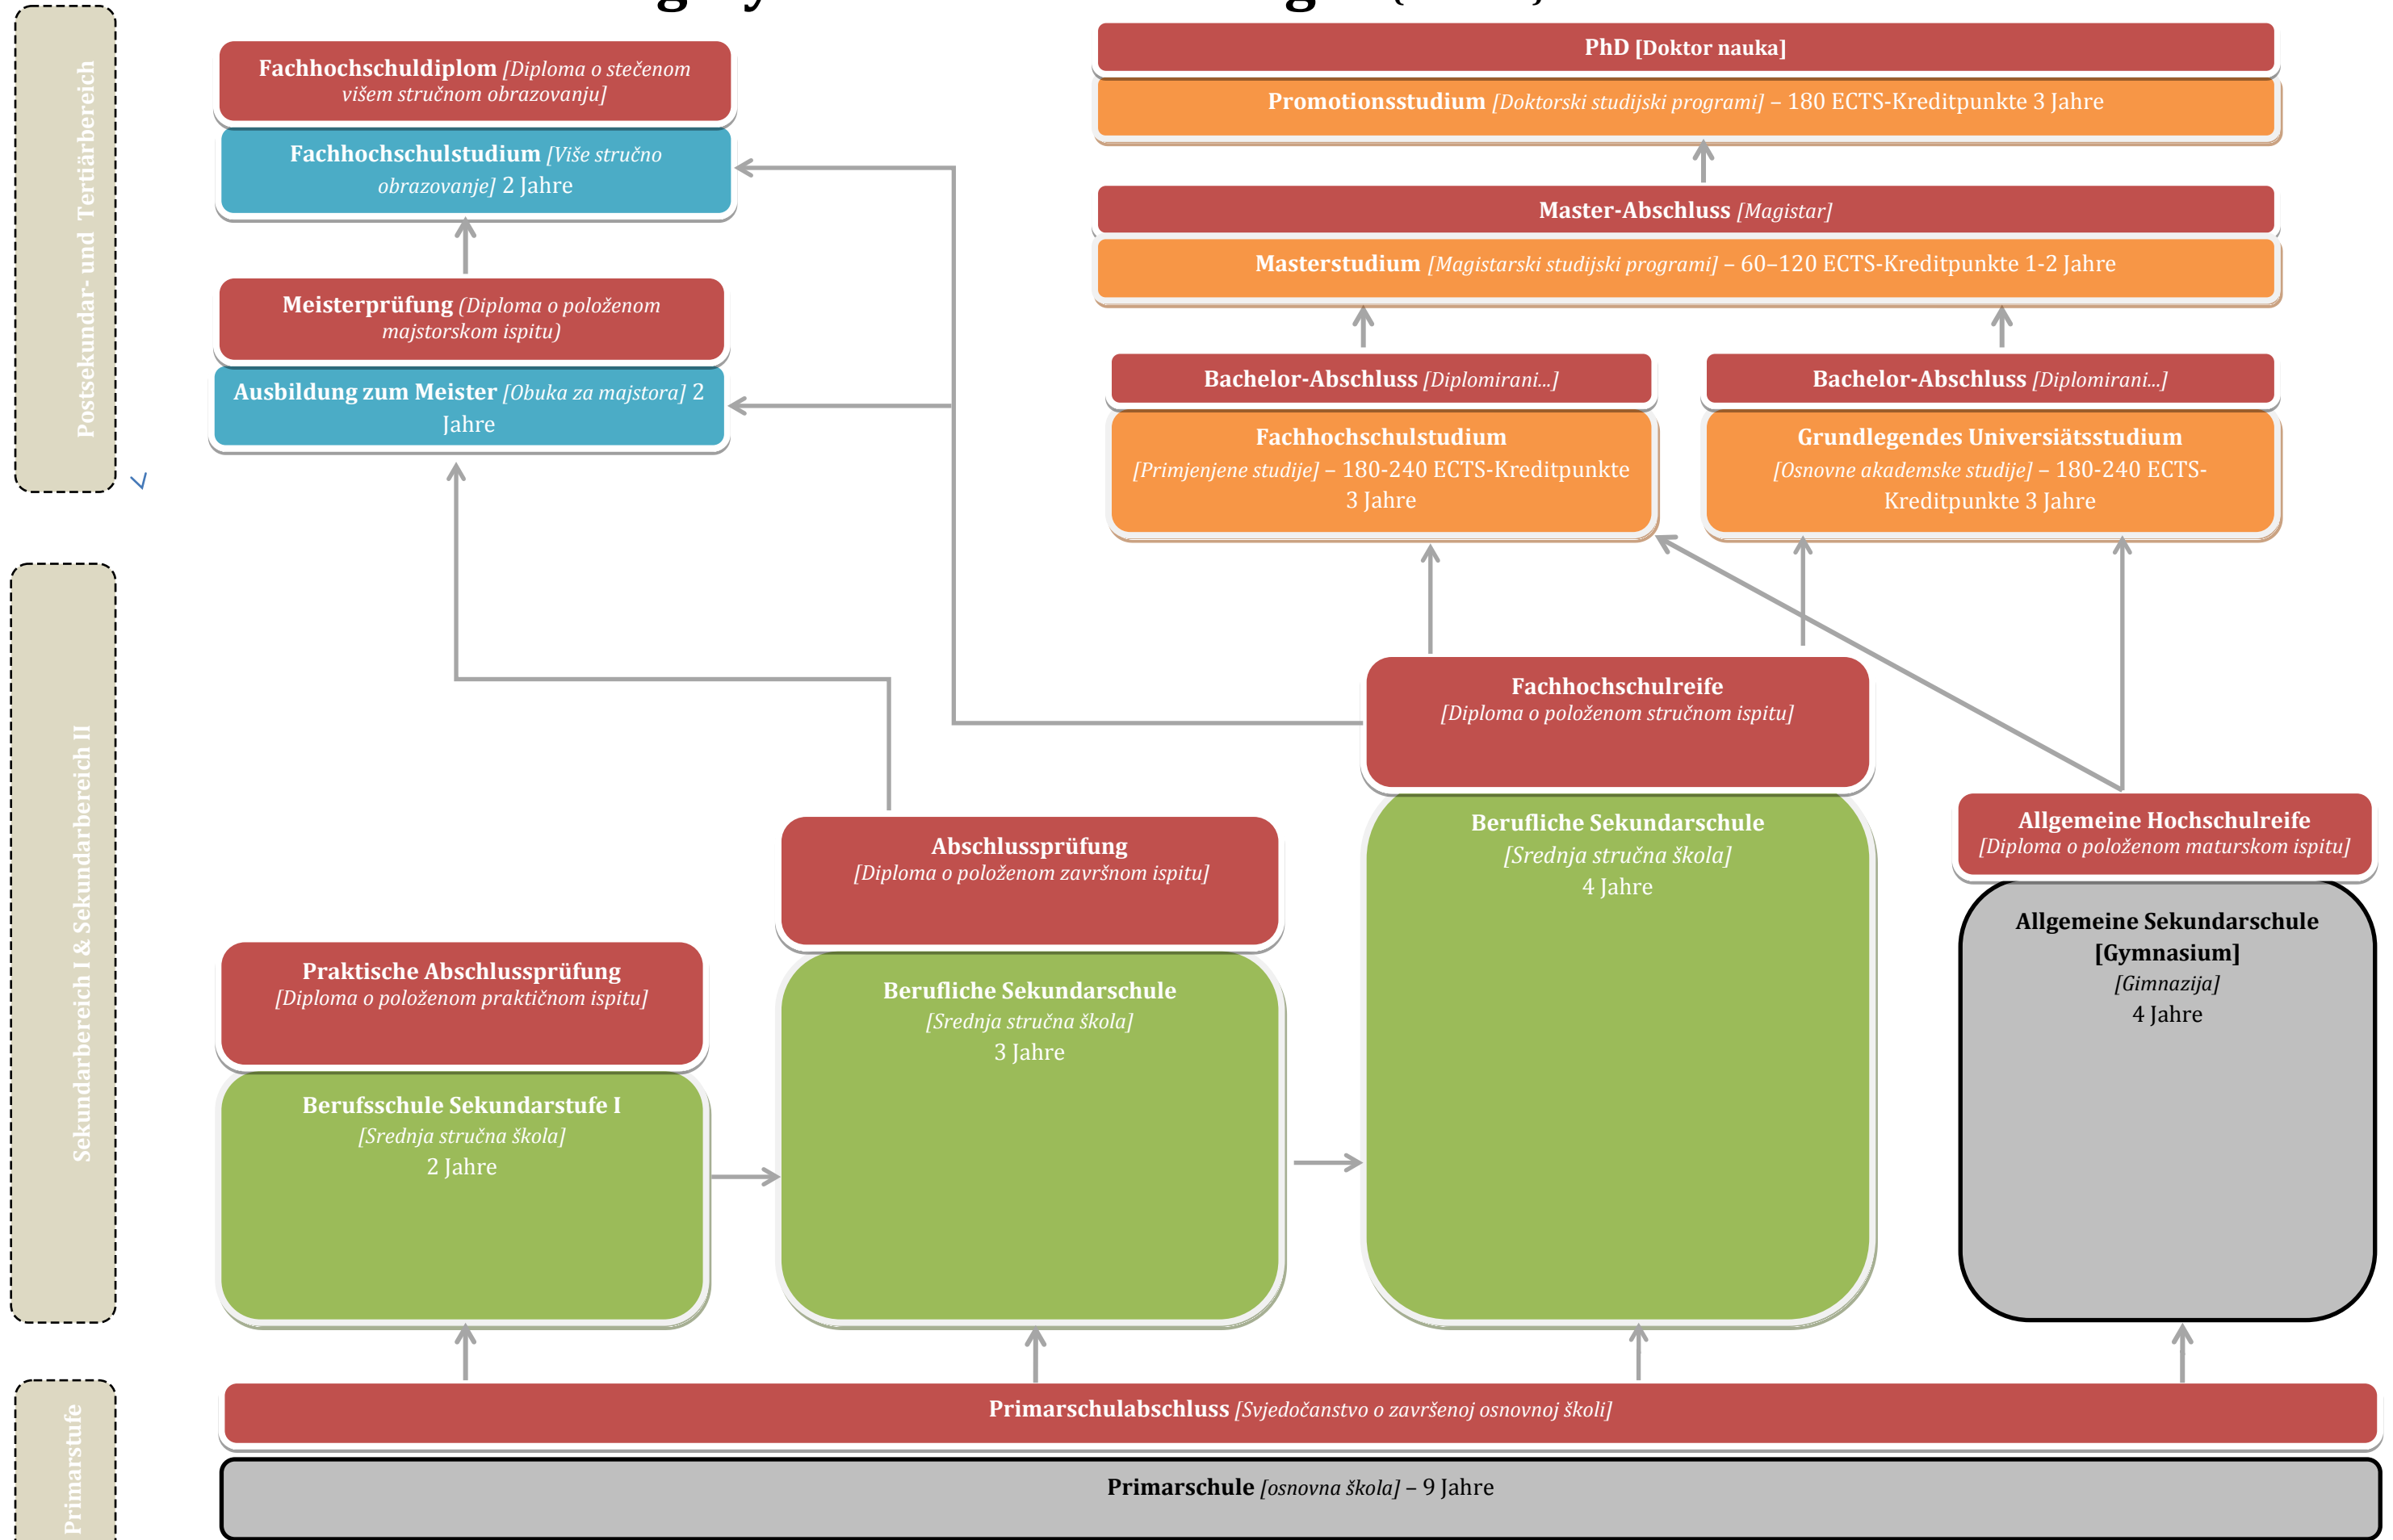 Fachhochschuldiplom [Diploma o stečenom
višem stručnom obrazovanju]
Fachhochschulstudium [Više stručno
obrazovanje] 2 Jahre
Meisterprüfung (Diploma o položenom
majstorskom ispitu)
Ausbildung zum Meister [Obuka za majstora] 2
Jahre
PhD [Doktor nauka]
Promotionsstudium [Doktorski studijski programi] – 180 ECTS-Kreditpunkte 3 Jahre
Master-Abschluss [Magistar]
Masterstudium [Magistarski studijski programi] – 60–120 ECTS-Kreditpunkte 1-2 Jahre
Bachelor-Abschluss [Diplomirani...]
Fachhochschulstudium
[Primjenjene studije] – 180-240 ECTS-Kreditpunkte
3 Jahre
Bachelor-Abschluss [Diplomirani...]
Grundlegendes Universiätsstudium
[Osnovne akademske studije] – 180-240 ECTS-
Kreditpunkte 3 Jahre
Postsekundar- und Tertiärbereich
Fachhochschulreife
[Diploma o položenom stručnom ispitu]
Berufliche Sekundarschule
[Srednja stručna škola]
4 Jahre
Allgemeine Hochschulreife
[Diploma o položenom maturskom ispitu]
Allgemeine Sekundarschule
[Gymnasium]
[Gimnazija]
4 Jahre
Abschlussprüfung
[Diploma o položenom završnom ispitu]
Berufliche Sekundarschule
[Srednja stručna škola]
3 Jahre
Praktische Abschlussprüfung
[Diploma o položenom praktičnom ispitu]
Berufsschule Sekundarstufe I
[Srednja stručna škola]
2 Jahre
Sekundarbereich I & Sekundarbereich II
Primarschulabschluss [Svjedočanstvo o završenoj osnovnoj školi]
Primarschule [osnovna škola] – 9 Jahre
Primarstufe